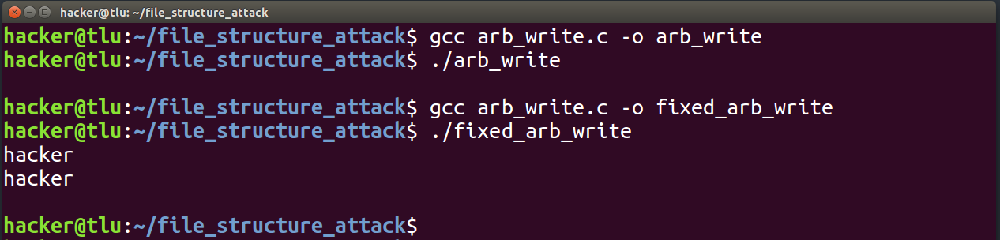 hacker@tlu: ~/file_structure_attack
hacker@tlu:~/file_structure_attack$ gcc arb_write.c -o arb_write
hacker@tlu:~/file_structure_attack$ ./arb_write
hacker@tlu:~/file_structure_attack$ gcc arb_write.c -o fixed_arb_write
hacker@tlu:~/file_structure_attack$ ./fixed_arb_write
hacker
hacker
hacker@tlu:~/file_structure_attack$